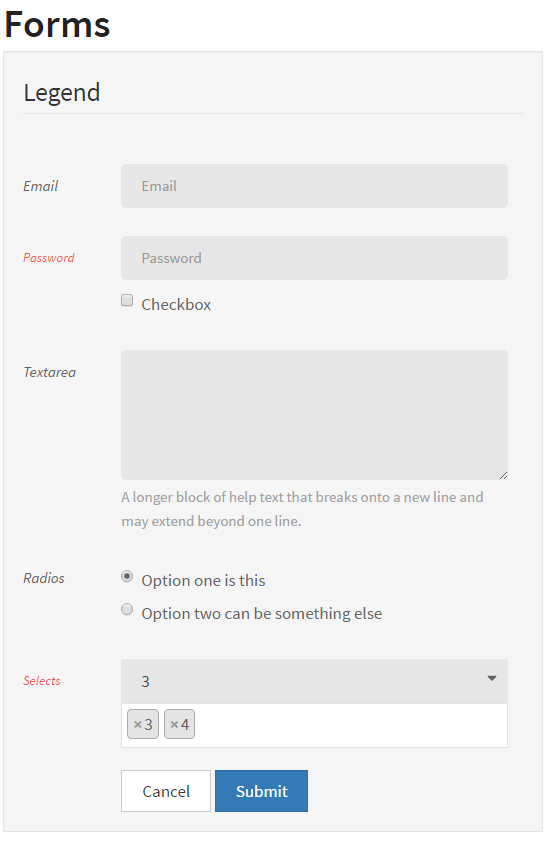 Forms
Legend
Email Email
Password Password
Checkbox
Textarea
A longer block of help text that breaks onto a new line and
may extend beyond one line.
Radios Option one is this
Option two can be something else
Selects 3
×3 ×4
Cancel Submit